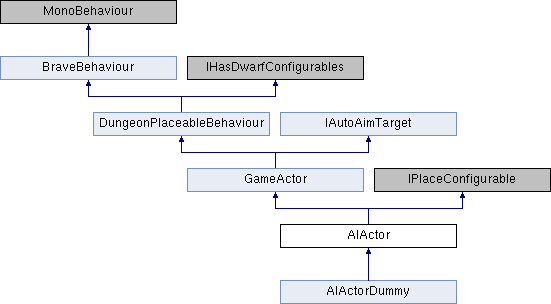 MonoBehaviour
BraveBehaviour
IHasDwarfConfigurables
DungeonPlaceableBehaviour
IAutoAimTarget
GameActor
IPlaceConfigurable
AIActor
AIActorDummy